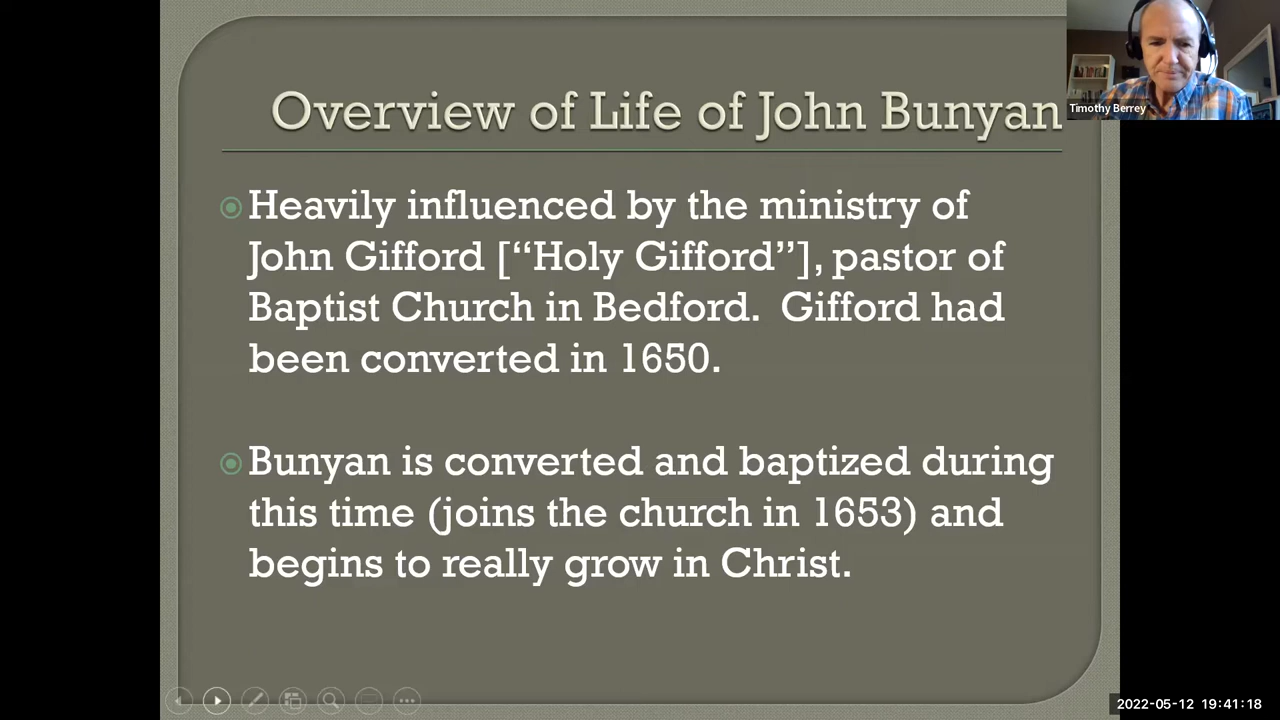 Overview of Life of John Bunyan
Timothy Berrey
Heavily influenced by the ministry of
John Gifford [“Holy Gifford”], pastor of
Baptist Church in Bedford.  Gifford had
been converted in 1650.
Bunyan is converted and baptized during
this time (joins the church in 1653) and
begins to really grow in Christ.
2022-05-12 19:41:18